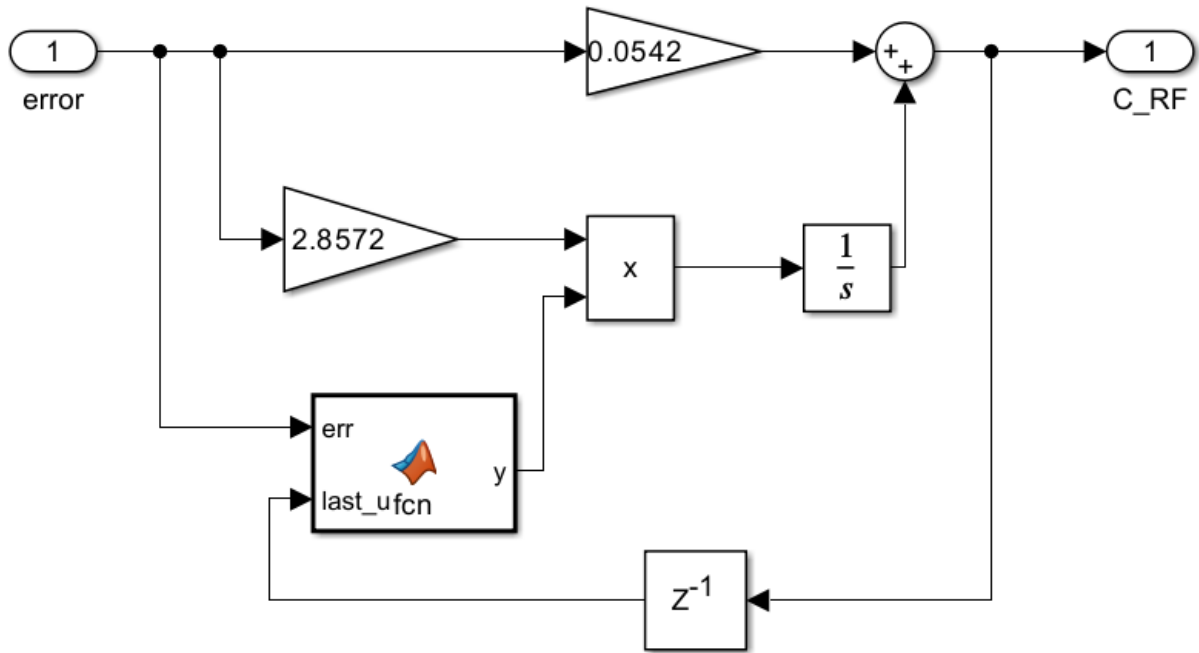 1
error
0.0542
+
+
1
C_RF
2.8572
x
1
s
err
last_u
fcn
y
Z-1